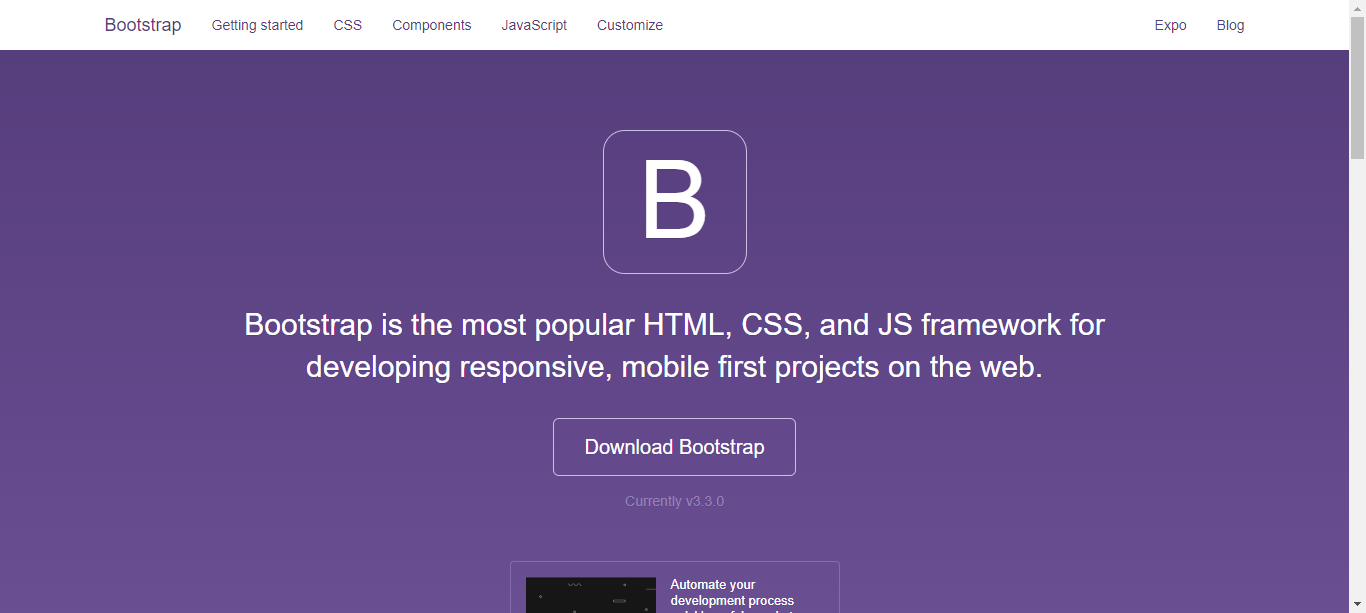 Bootstrap Getting started CSS Components JavaScript Customize Expo Blog
B
Bootstrap is the most popular HTML, CSS, and JS framework for
developing responsive, mobile first projects on the web.
Download Bootstrap
Currently v3.3.0
Automate your
development process